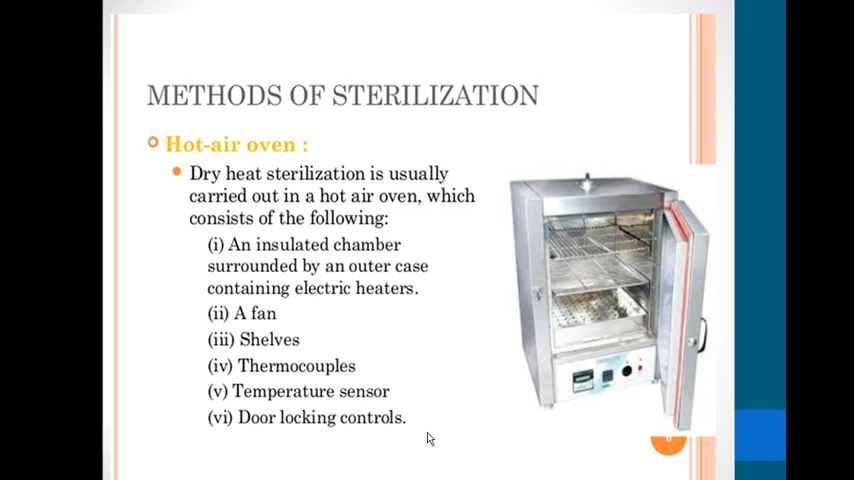 METHODS OF STERILIZATION
Hot-air oven :
Dry heat sterilization is usually
carried out in a hot air oven, which
consists of the following:
(i) An insulated chamber
surrounded by an outer case
containing electric heaters.
(ii) A fan
(iii) Shelves
(iv) Thermocouples
(v) Temperature sensor
(vi) Door locking controls.